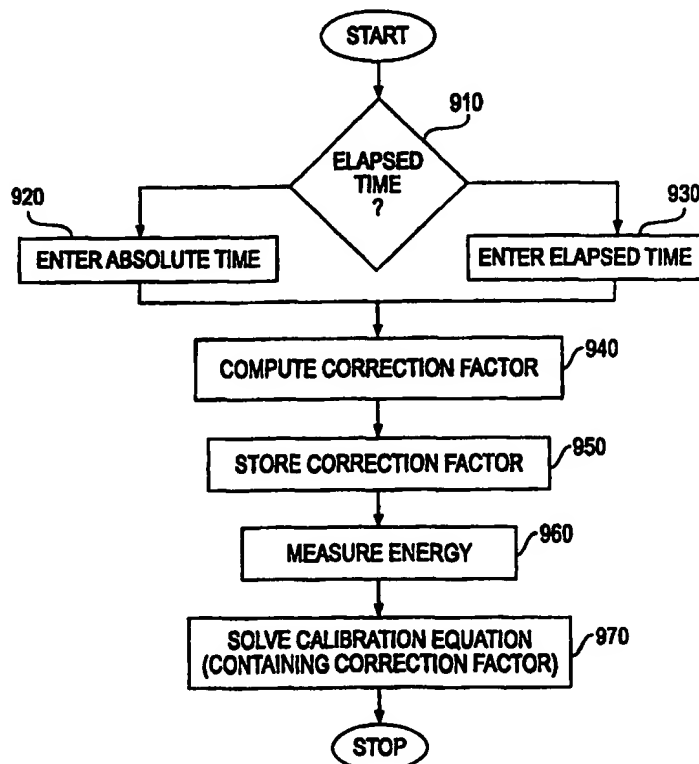 START
910
ELAPSED
TIME
?
920
930
ENTER ABSOLUTE TIME
ENTER ELAPSED TIME
940
COMPUTE CORRECTION FACTOR
950
STORE CORRECTION FACTOR
960
MEASURE ENERGY
970
SOLVE CALIBRATION EQUATION
(CONTAINING CORRECTION FACTOR)
STOP